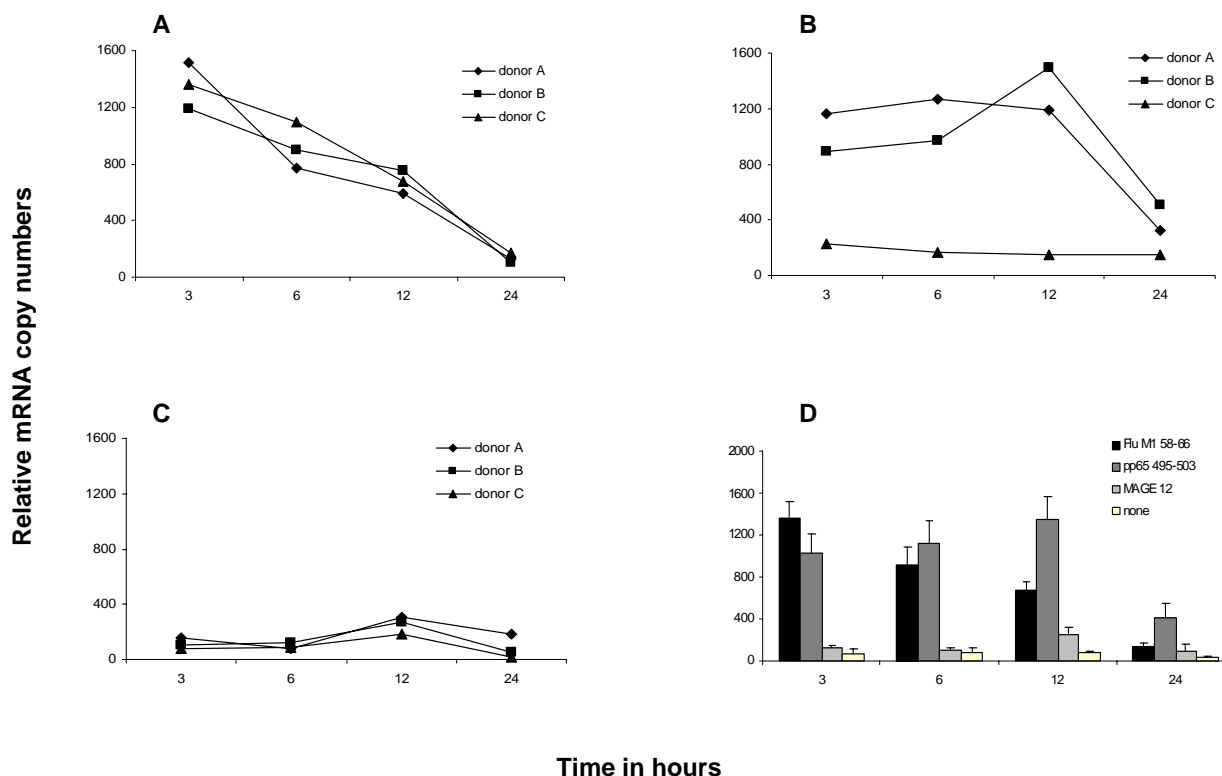 A
1600
1200
800
400
0
3 6 12 24
donor A
donor B
donor C
B
1600
1200
800
400
0
3 6 12 24
donor A
donor B
donor C
C
1600
1200
800
400
0
3 6 12 24
donor A
donor B
donor C
D
2000
1600
1200
800
400
0
3 6 12 24
Flu M1 58-66
pp65 495-503
MAGE 12
none
Relative mRNA copy numbers
Time in hours